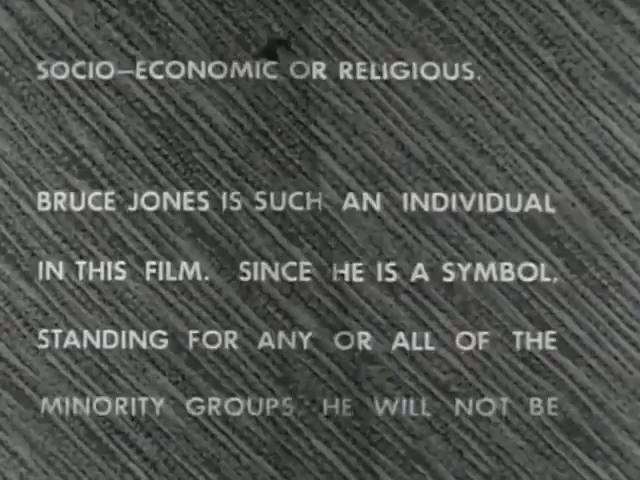 SOCIO-ECONOMIC OR RELIGIOUS.
BRUCE JONES IS SUCH AN INDIVIDUAL
IN THIS FILM. SINCE HE IS A SYMBOL,
STANDING FOR ANY OR ALL OF THE
MINORITY GROUPS, HE WILL NOT BE